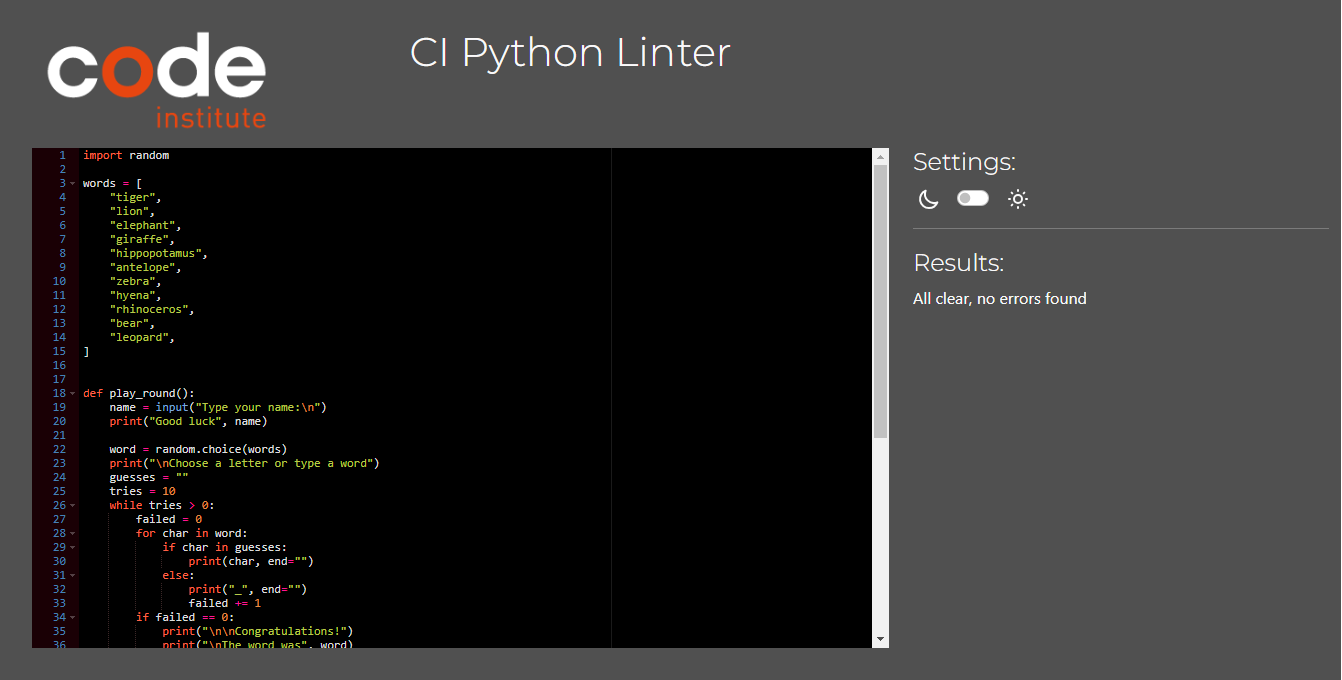 code
institute
CI Python Linter
1 import random
2
3 words = [
4     "tiger",
5     "lion",
6     "elephant",
7     "giraffe",
8     "hippopotamus",
9     "antelope",
10     "zebra",
11     "hyena",
12     "rhinoceros",
13     "bear",
14     "leopard",
15 ]
16
17
18 def play_round():
19     name = input("Type your name:\n")
20     print("Good luck", name)
21
22     word = random.choice(words)
23     print("\nChoose a letter or type a word")
24     guesses = ""
25     tries = 10
26     while tries > 0:
27         failed = 0
28         for char in word:
29             if char in guesses:
30                 print(char, end="")
31             else:
32                 print("_", end="")
33                 failed += 1
34         if failed == 0:
35             print("\n\nCongratulations!")
36             print("\nThe word was", word)
Settings:
Results:
All clear, no errors found